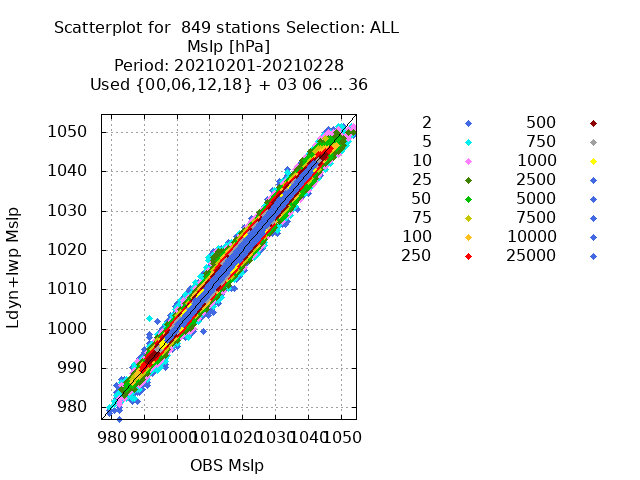 Scatterplot for  849 stations Selection: ALL
Mslp [hPa]
Period: 20210201-20210228
Used {00,06,12,18} + 03 06 ... 36
1050
1040
1030
1020
1010
1000
990
980
Ldyn+lwp Mslp
980 990 1000 1010 1020 1030 1040 1050
OBS Mslp
2 500
5 750
10 1000
25 2500
50 5000
75 7500
100 10000
250 25000